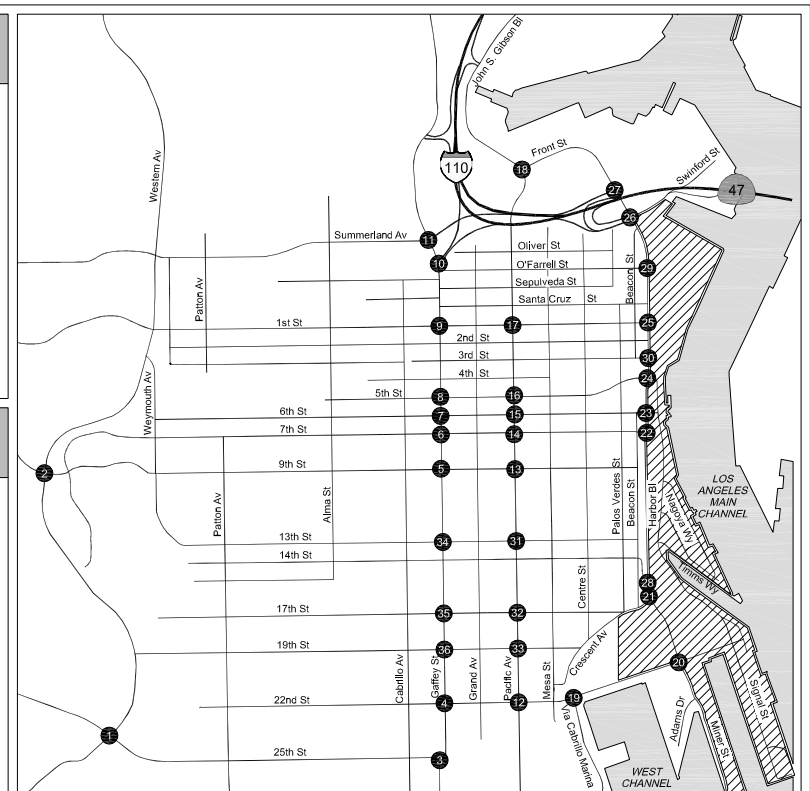 John S. Gibson Bl
Front St
18
110
Swinford St
27
47
Western Av
26
Summerland Av
11
Oliver St
10
O'Farrell St
29
Beacon St
Sepulveda St
Patton Av
Santa Cruz St
1st St
9
17
25
2nd St
3rd St
30
4th St
24
5th St
8
16
Weymouth Av
6th St
7
15
23
7th St
6
14
22
2
9th St
5
13
LOS
ANGELES
MAIN
CHANNEL
Patton Av
Alma St
Palos Verdes St
Beacon St
Harbor Bl
Nagoya Wy
13th St
34
31
14th St
Centre St
28
Timms Wy
21
17th St
35
32
19th St
36
33
Crescent Av
20
Cabrillo Av
Gaffey St
Grand Av
Pacific Av
Mesa St
22nd St
4
12
19
Signal St
Adams Dr
Miner St
Via Cabrillo Marina
1
25th St
3
WEST
CHANNEL